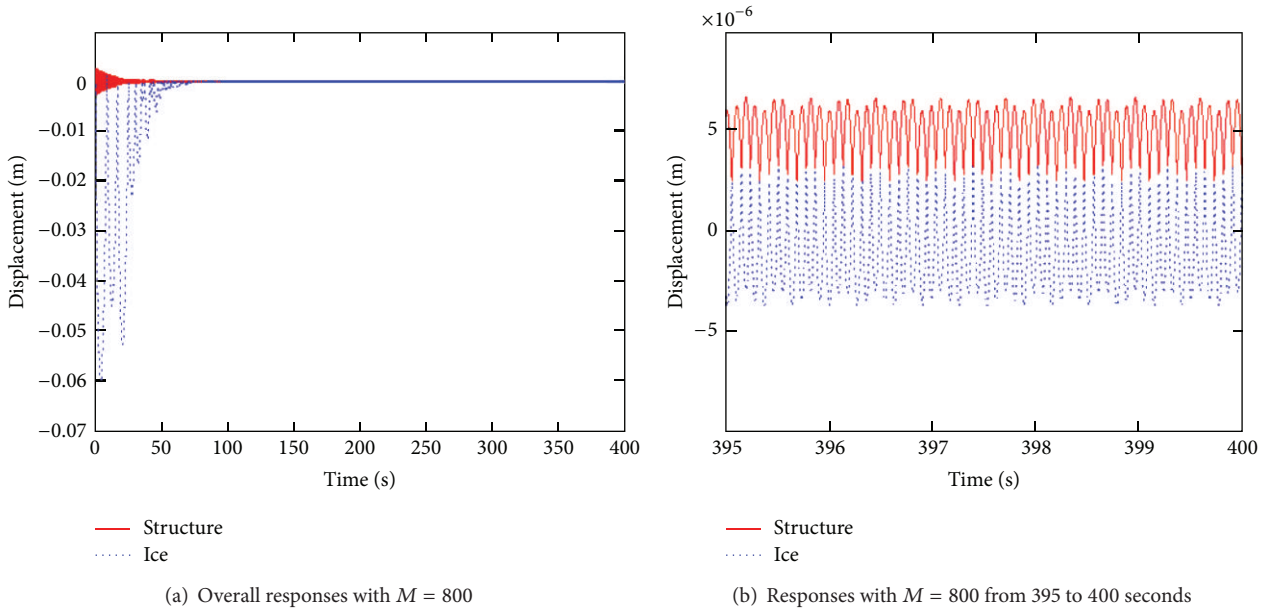 0
−0.01
−0.02
−0.03
−0.04
−0.05
−0.06
−0.07
Displacement (m)
0 50 100 150 200 250 300 350 400
Time (s)
Structure
Ice
(a) Overall responses with M = 800
×10−6
5
0
−5
Displacement (m)
395 396 397 398 399 400
Time (s)
Structure
Ice
(b) Responses with M = 800 from 395 to 400 seconds